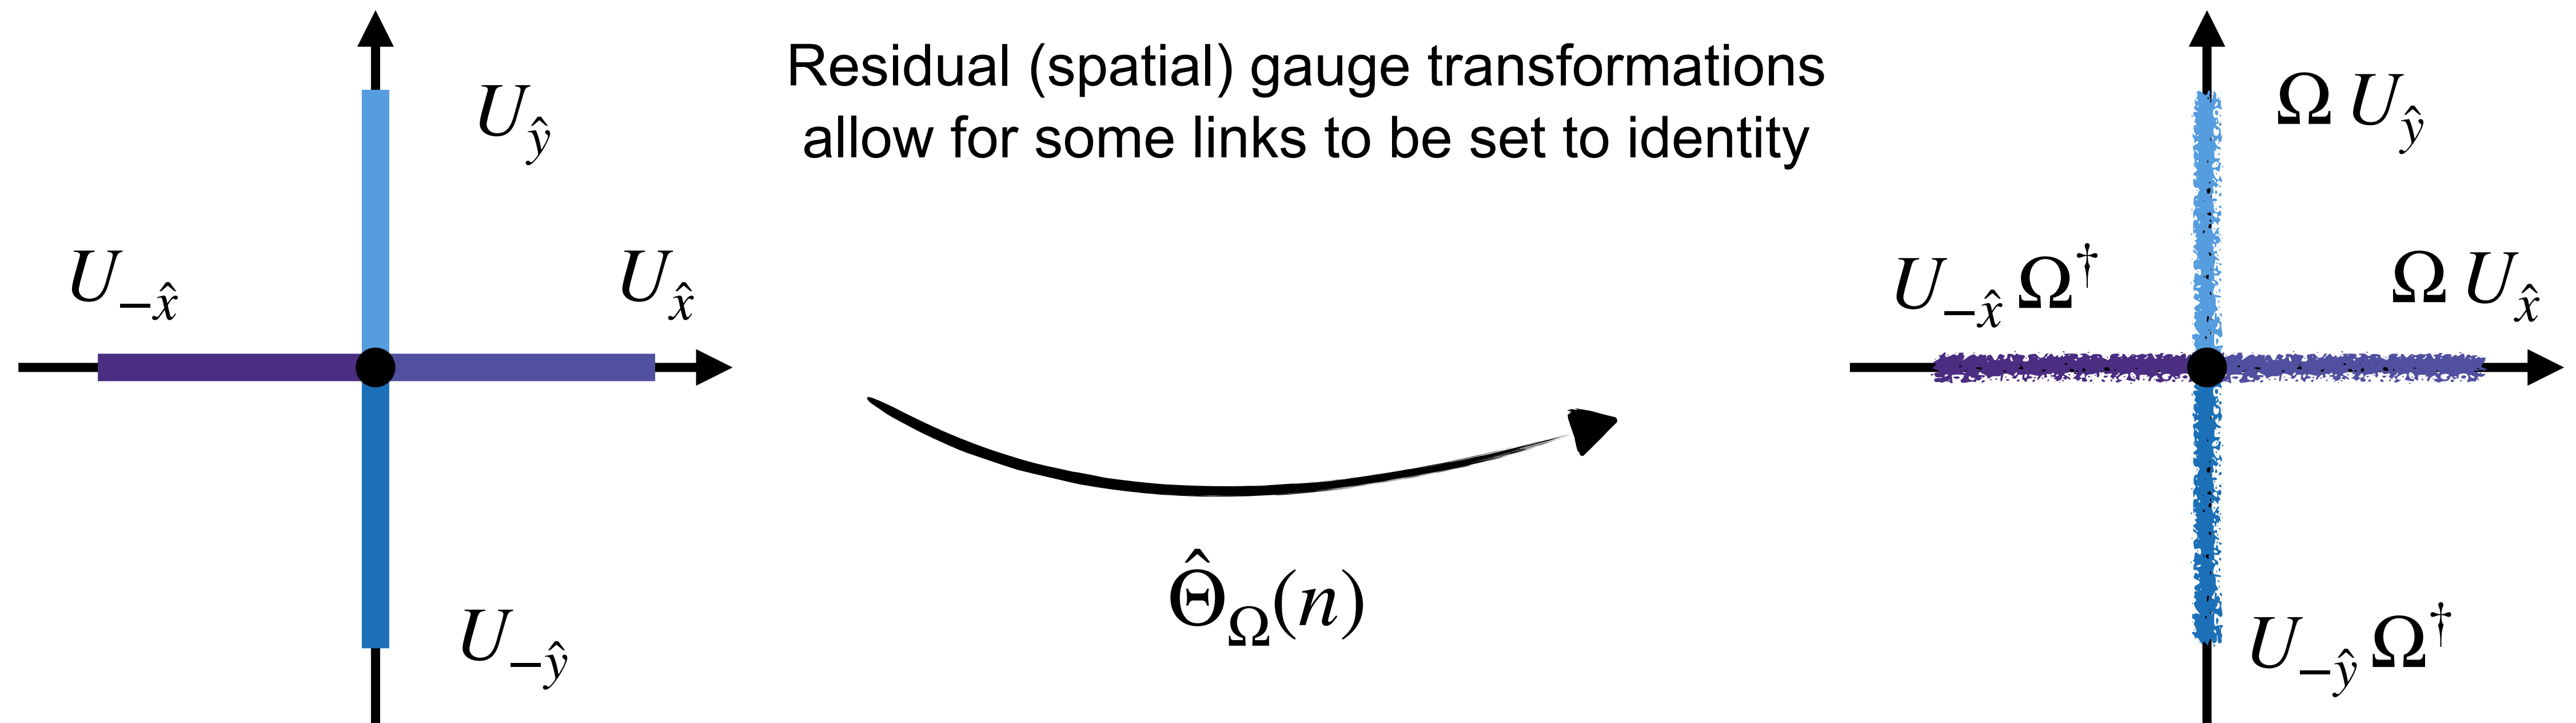 U_ŷ
Residual (spatial) gauge transformations
allow for some links to be set to identity
U_{−x̂}
U_x̂
U_{−ŷ}
Θ̂_Ω(n)
Ω U_ŷ
U_{−x̂} Ω†
Ω U_x̂
U_{−ŷ} Ω†